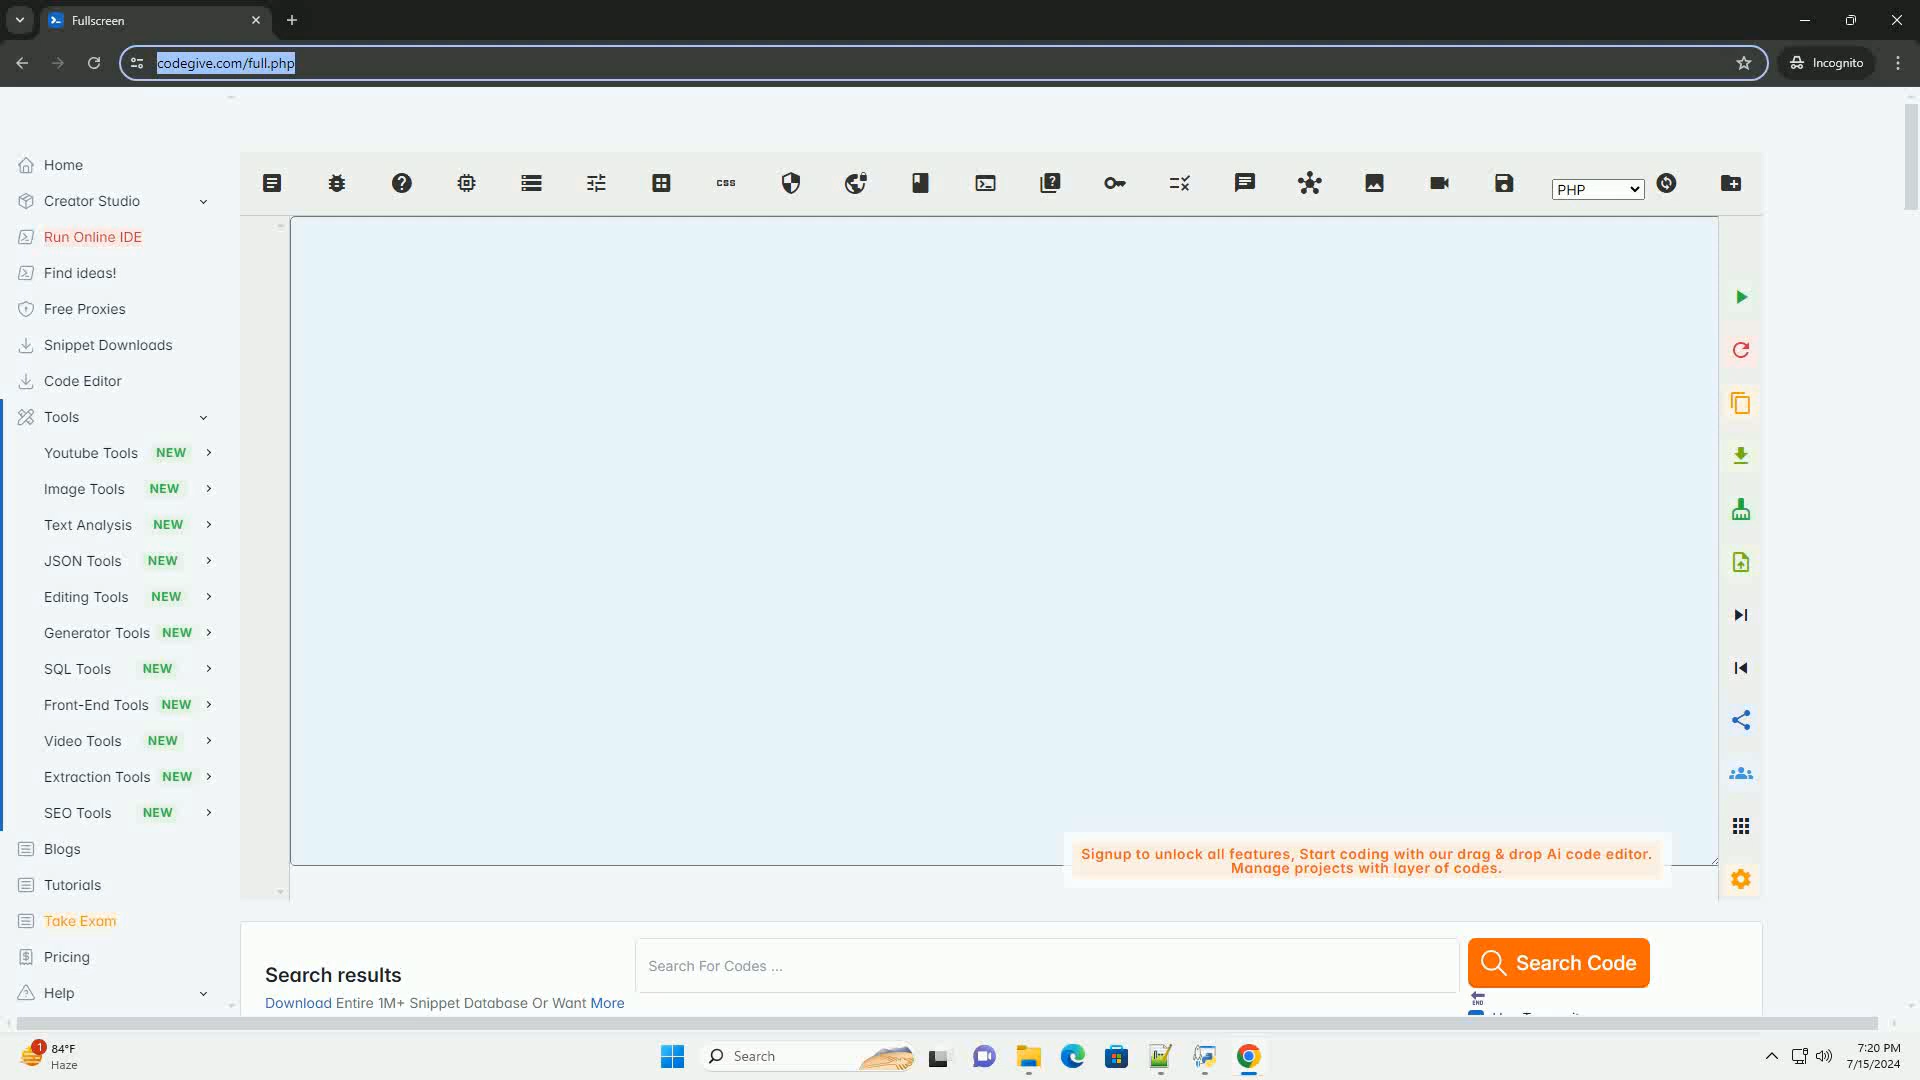 Fullscreen
codegive.com/full.php
Incognito
Home
Creator Studio
Run Online IDE
Find ideas!
Free Proxies
Snippet Downloads
Code Editor
Tools
Youtube Tools NEW
Image Tools NEW
Text Analysis NEW
JSON Tools NEW
Editing Tools NEW
Generator Tools NEW
SQL Tools NEW
Front-End Tools NEW
Video Tools NEW
Extraction Tools NEW
SEO Tools NEW
Blogs
Tutorials
Take Exam
Pricing
Help
css
PHP
Signup to unlock all features, Start coding with our drag & drop Ai code editor.
Manage projects with layer of codes.
Search results
Download Entire 1M+ Snippet Database Or Want More
Search For Codes ...
Search Code
END
1
84°F
Haze
Search
7:20 PM
7/15/2024